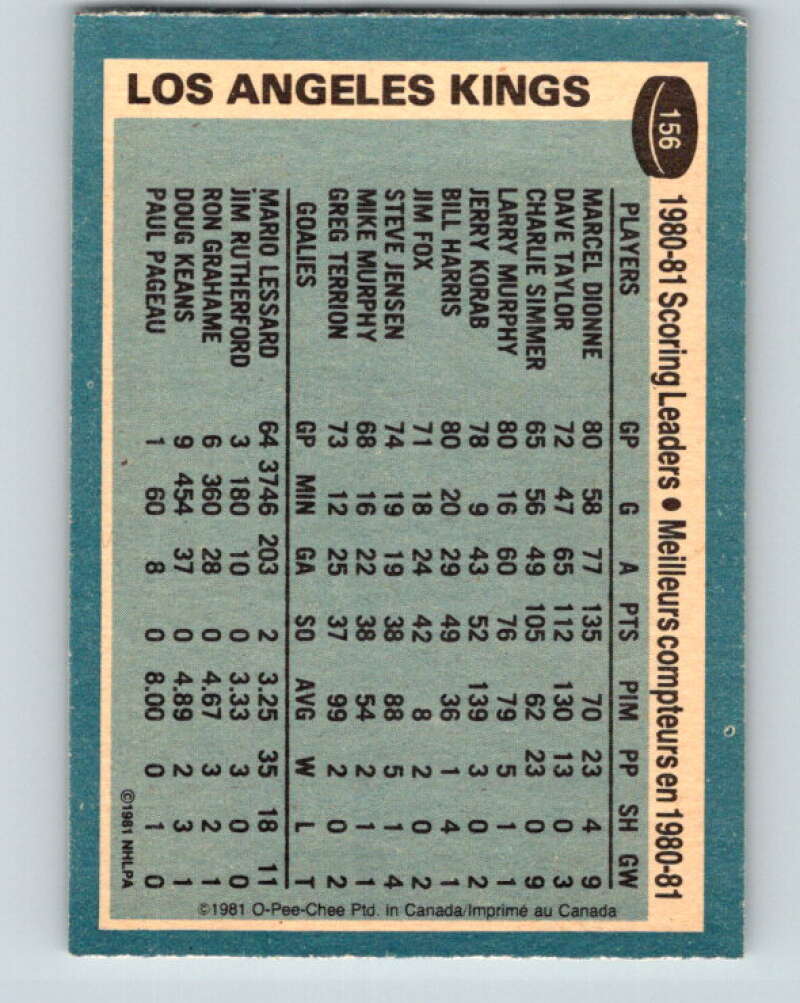 LOS ANGELES KINGS
156
1980-81 Scoring Leaders • Meilleurs compteurs en 1980-81
PLAYERS GP G A PTS PIM PP SH GW
MARCEL DIONNE 80 58 77 135 70 23 4 9
DAVE TAYLOR 72 47 65 112 130 13 0 3
CHARLIE SIMMER 65 56 49 105 62 23 0 9
LARRY MURPHY 80 16 60 76 79 5 1 1
JERRY KORAB 78 9 43 52 139 3 0 2
BILL HARRIS 80 20 29 49 36 1 4 1
JIM FOX 71 18 24 42 8 2 0 2
STEVE JENSEN 74 19 19 38 88 5 1 4
MIKE MURPHY 68 16 22 38 54 2 1 1
GREG TERRION 73 12 25 37 99 2 0 2
GOALIES GP MIN GA SO AVG W L T
MARIO LESSARD 64 3746 203 2 3.25 35 18 11
JIM RUTHERFORD 3 180 10 0 3.33 3 0 0
RON GRAHAME 6 360 28 0 4.67 3 2 1
DOUG KEANS 9 454 37 0 4.89 2 3 1
PAUL PAGEAU 1 60 8 0 8.00 0 1 0
©1981 NHLPA
©1981 O-Pee-Chee Ptd. in Canada/Imprimé au Canada